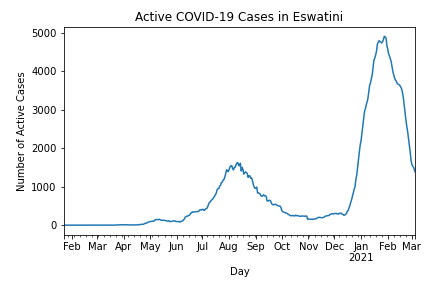 Active COVID-19 Cases in Eswatini
Number of Active Cases
5000
4000
3000
2000
1000
0
Feb Mar Apr May Jun Jul Aug Sep Oct Nov Dec Jan Feb Mar
2021
Day